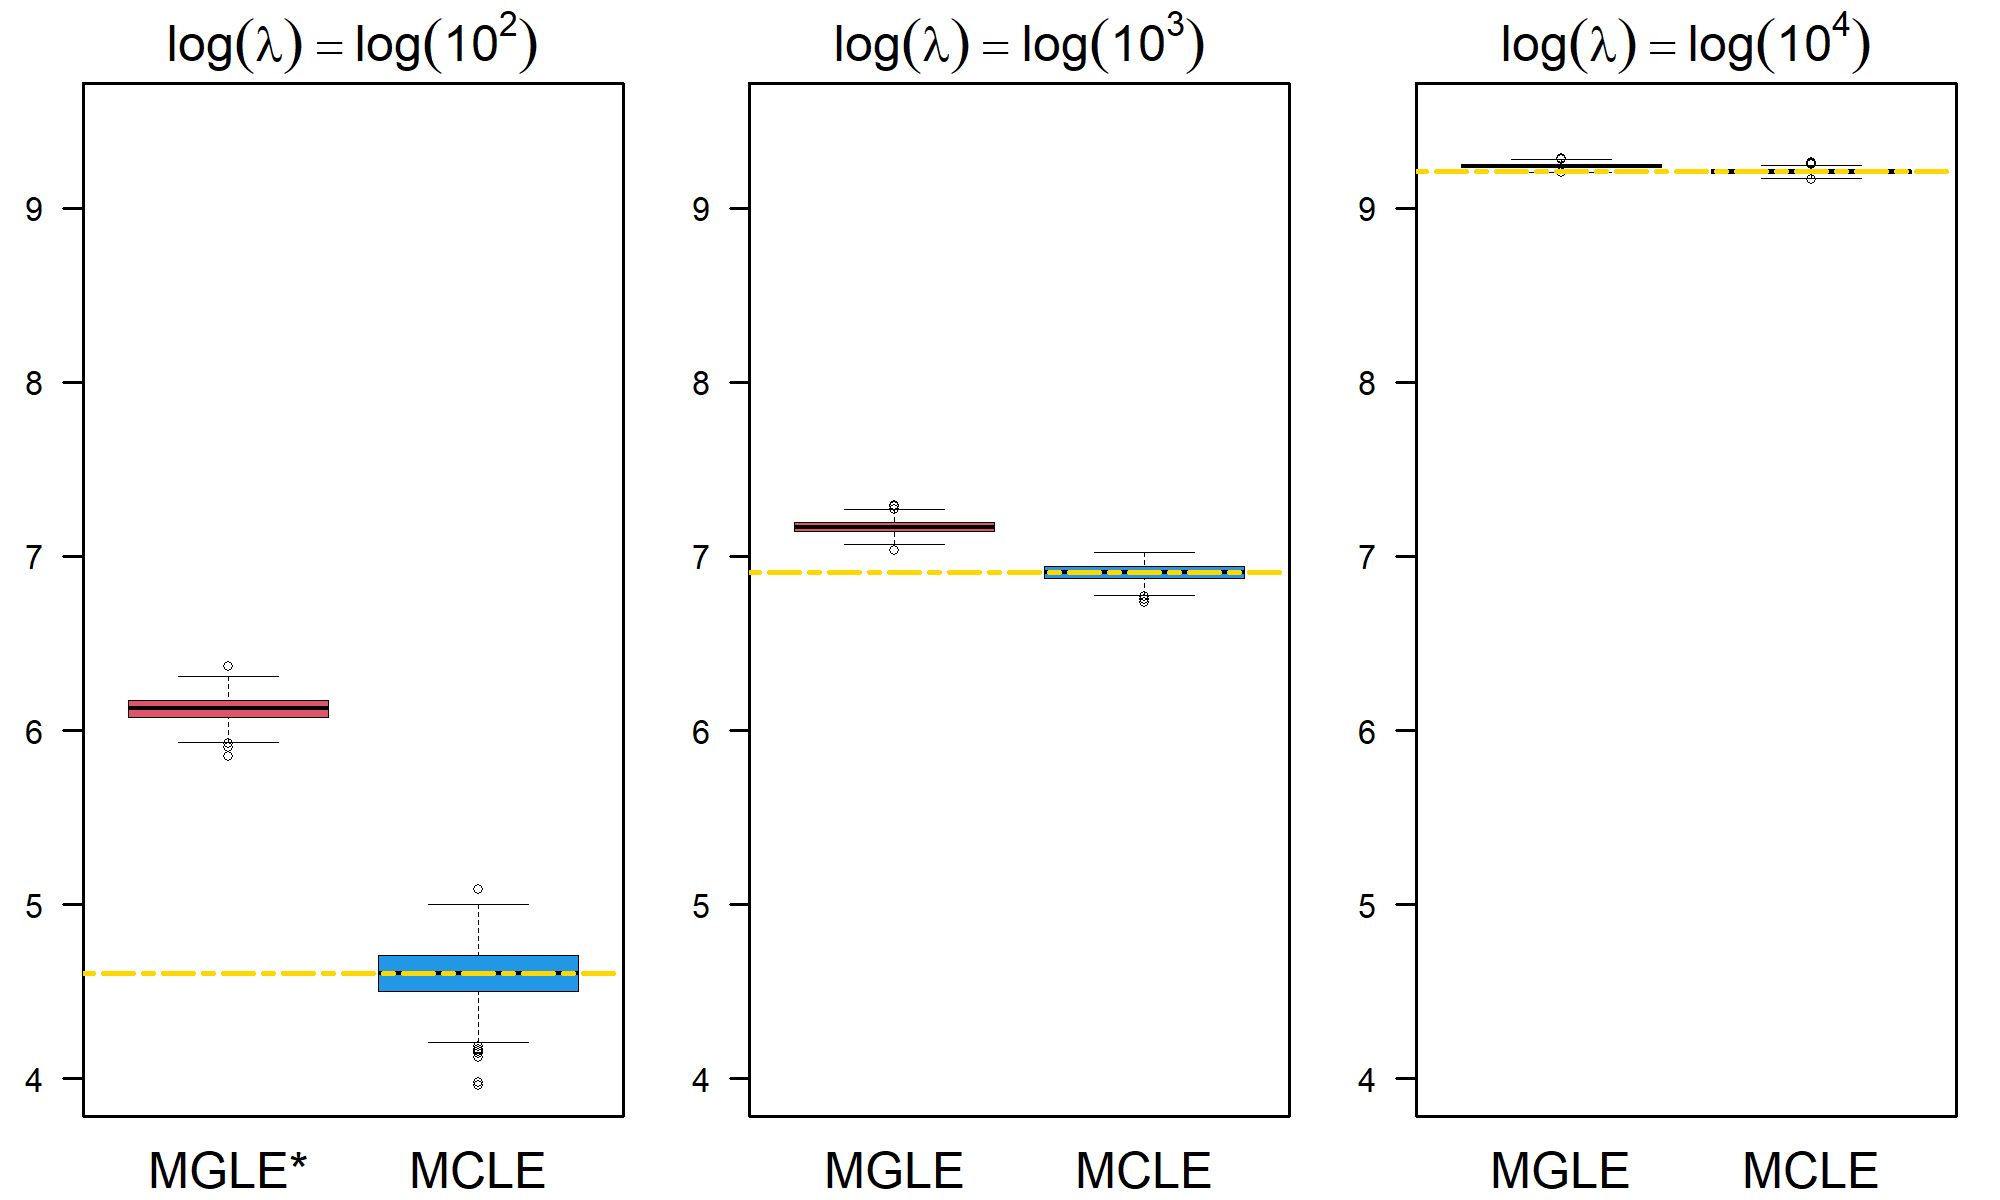 log(λ) = log(10²) log(λ) = log(10³) log(λ) = log(10⁴)
9 9 9
8 8 8
7 7 7
6 6 6
5 5 5
4 4 4
MGLE* MCLE MGLE MCLE MGLE MCLE